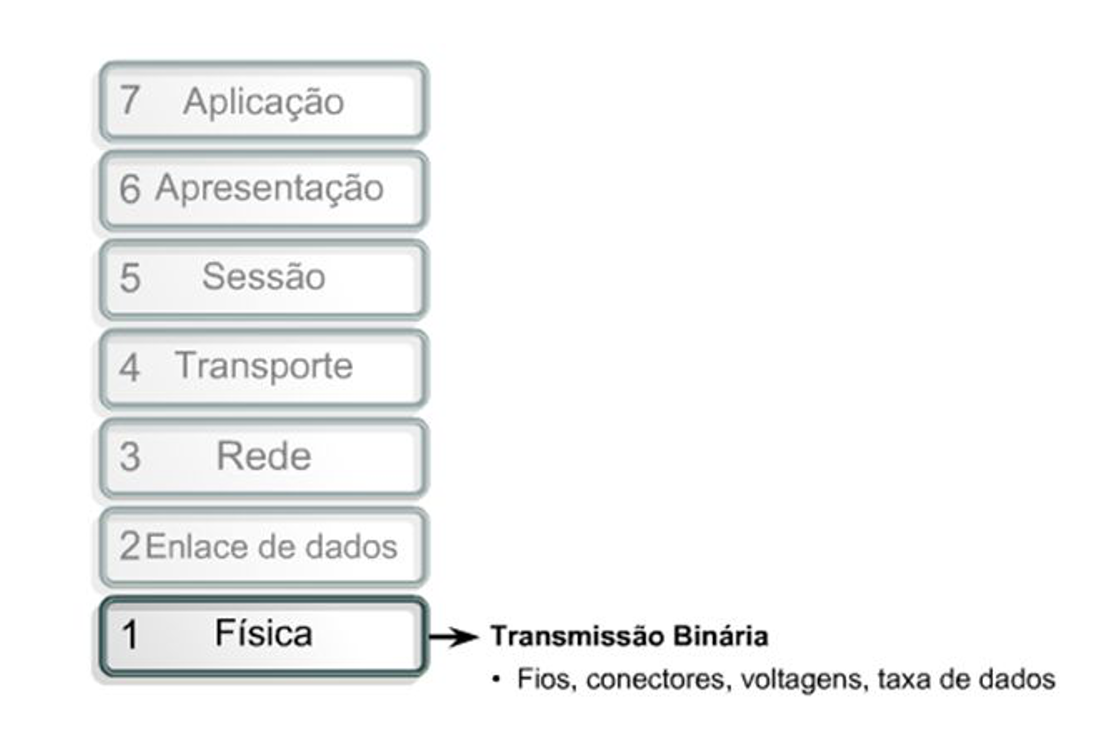 7 Aplicação
6 Apresentação
5 Sessão
4 Transporte
3 Rede
2 Enlace de dados
1 Física
Transmissão Binária
• Fios, conectores, voltagens, taxa de dados